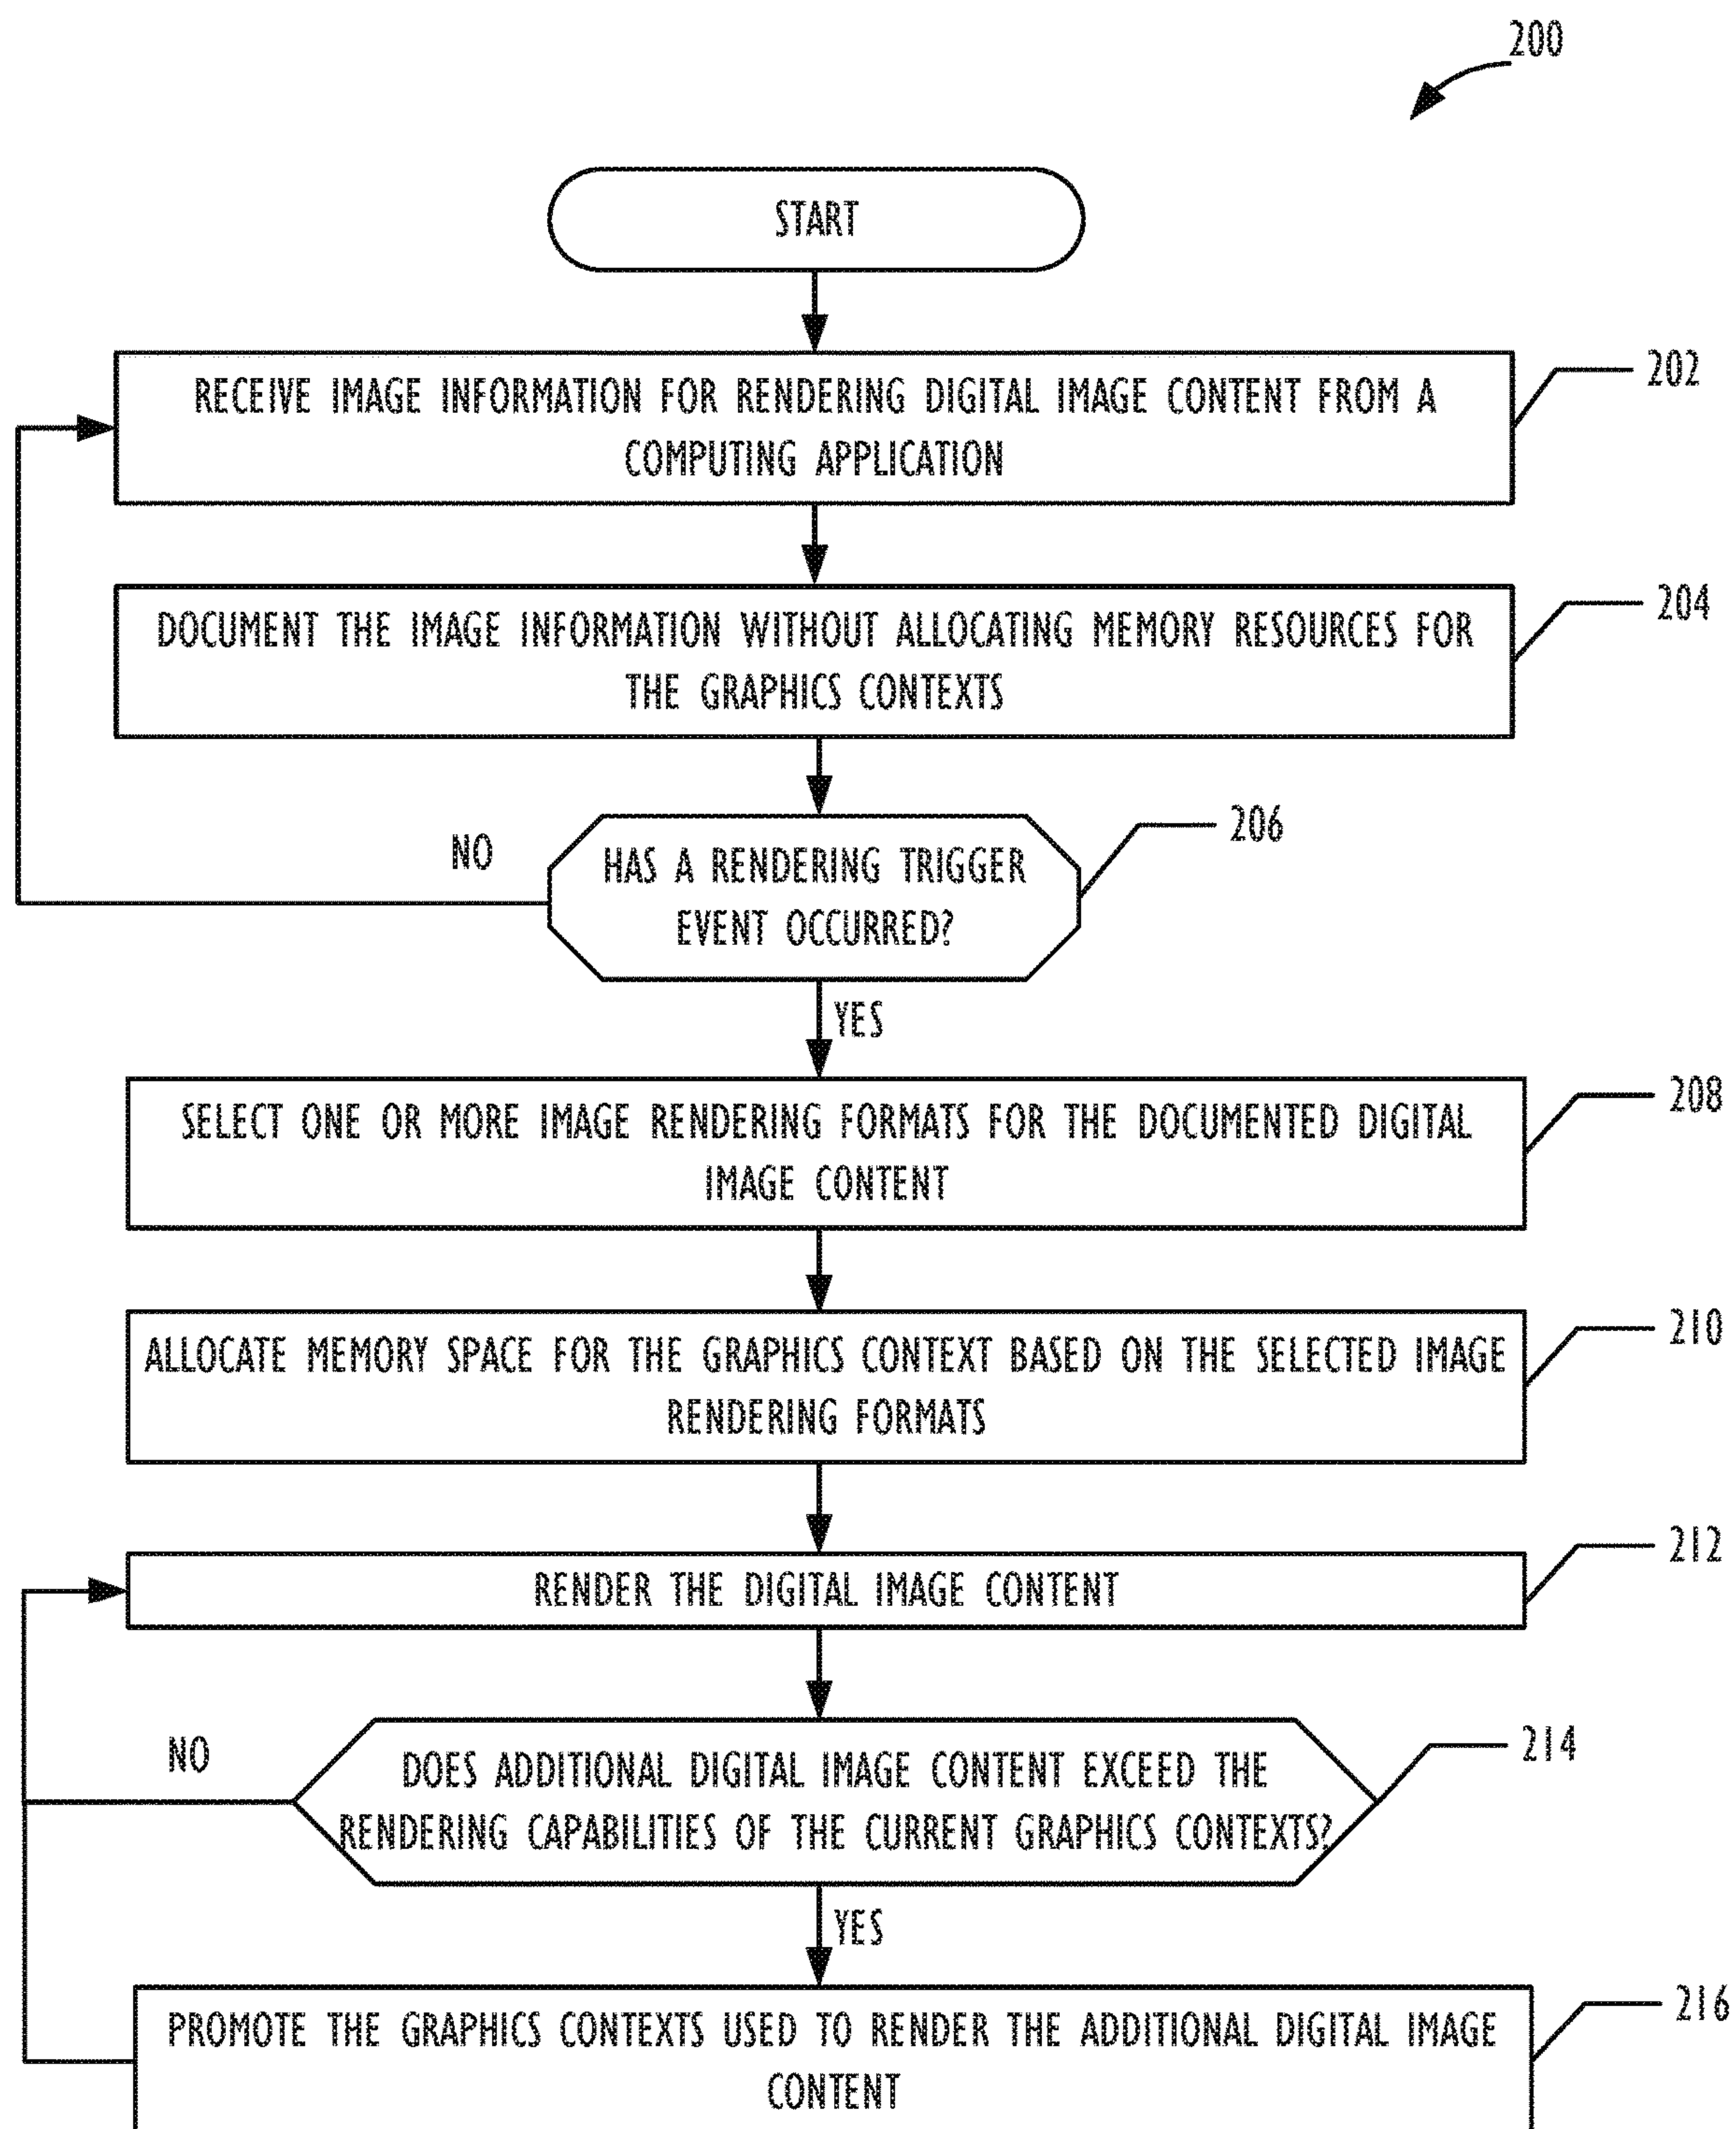 200
START
RECEIVE IMAGE INFORMATION FOR RENDERING DIGITAL IMAGE CONTENT FROM A
COMPUTING APPLICATION
202
DOCUMENT THE IMAGE INFORMATION WITHOUT ALLOCATING MEMORY RESOURCES FOR
THE GRAPHICS CONTEXTS
204
HAS A RENDERING TRIGGER
EVENT OCCURRED?
206
NO
YES
SELECT ONE OR MORE IMAGE RENDERING FORMATS FOR THE DOCUMENTED DIGITAL
IMAGE CONTENT
208
ALLOCATE MEMORY SPACE FOR THE GRAPHICS CONTEXT BASED ON THE SELECTED IMAGE
RENDERING FORMATS
210
RENDER THE DIGITAL IMAGE CONTENT
212
DOES ADDITIONAL DIGITAL IMAGE CONTENT EXCEED THE
RENDERING CAPABILITIES OF THE CURRENT GRAPHICS CONTEXTS?
214
NO
YES
PROMOTE THE GRAPHICS CONTEXTS USED TO RENDER THE ADDITIONAL DIGITAL IMAGE
CONTENT
216